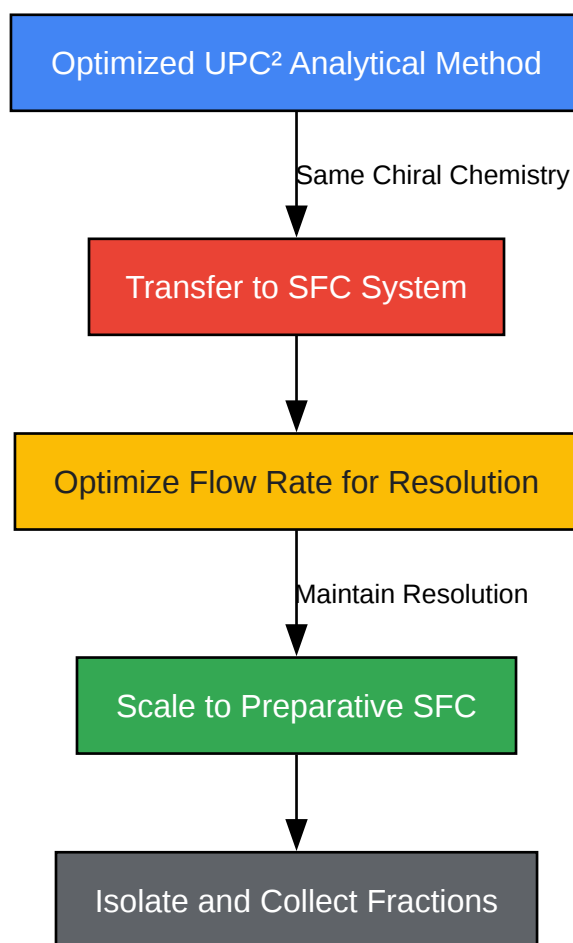 Optimized UPC² Analytical Method
Same Chiral Chemistry
Transfer to SFC System
Optimize Flow Rate for Resolution
Maintain Resolution
Scale to Preparative SFC
Isolate and Collect Fractions